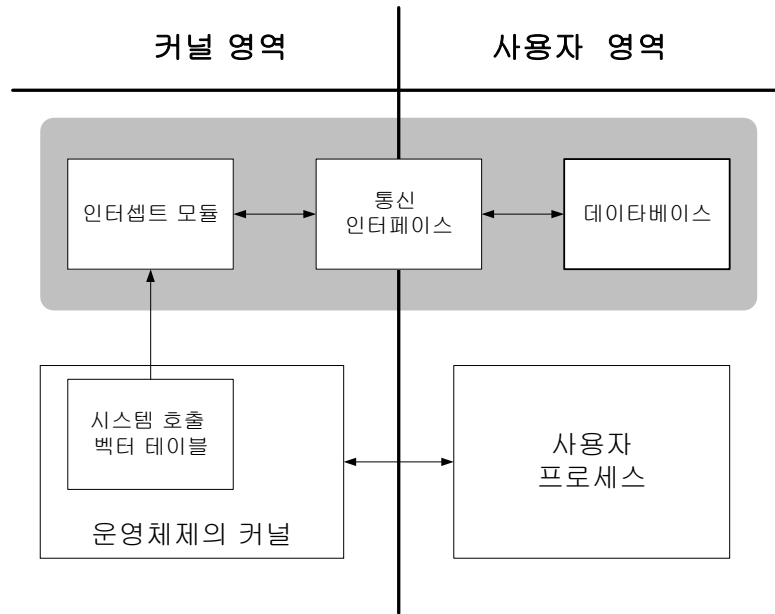 커널 영역
사용자 영역
인터셉트 모듈
통신
인터페이스
데이타베이스
시스템 호출
벡터 테이블
운영체제의 커널
사용자
프로세스